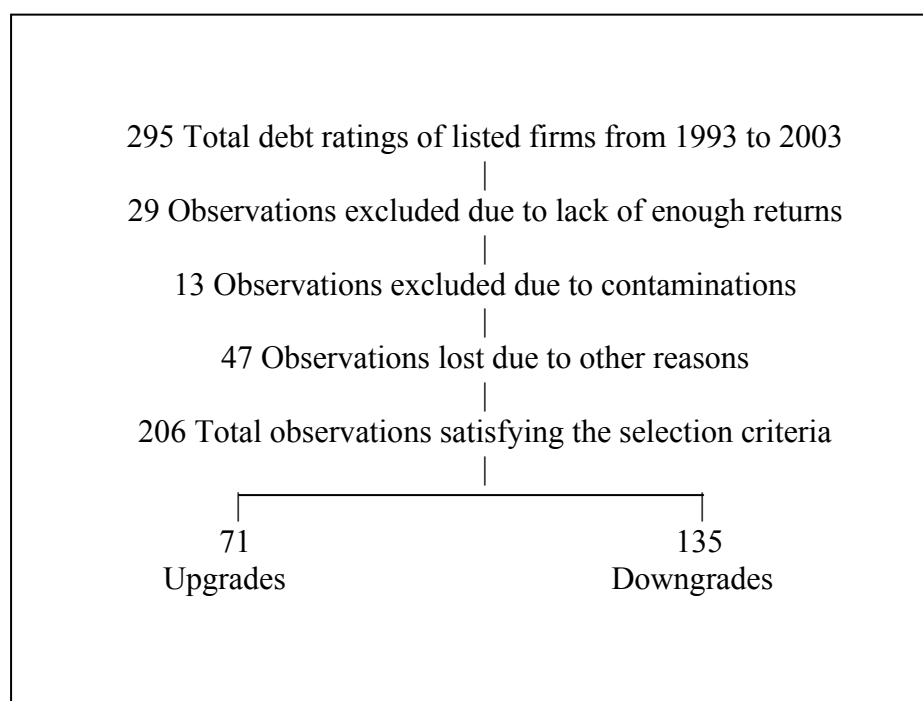 295 Total debt ratings of listed firms from 1993 to 2003
29 Observations excluded due to lack of enough returns
13 Observations excluded due to contaminations
47 Observations lost due to other reasons
206 Total observations satisfying the selection criteria
71 135
Upgrades Downgrades